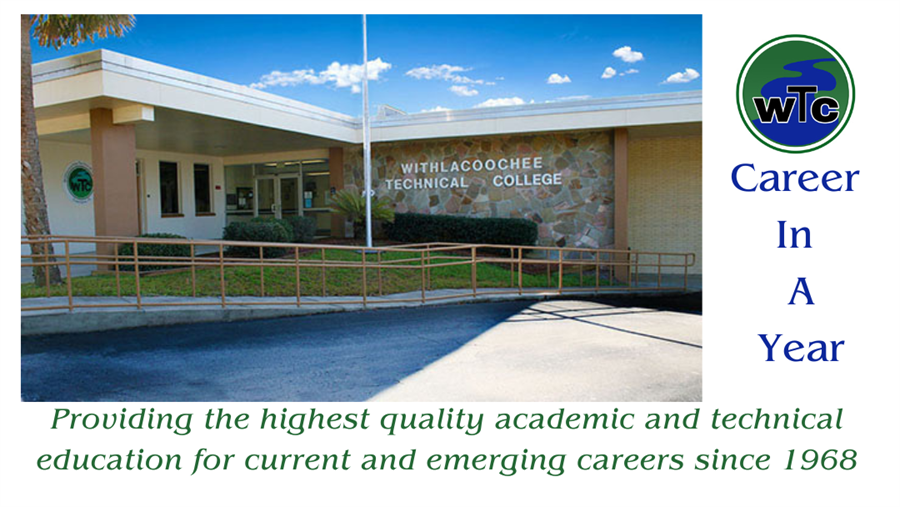 WITHLACOOCHEE
TECHNICAL COLLEGE
WTC
WTC
Career
In
A
Year
Providing the highest quality academic and technical
education for current and emerging careers since 1968